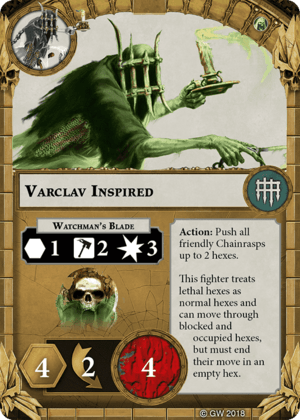 Varclav Inspired
Watchman's Blade
1 2 3
Action: Push all
friendly Chainrasps
up to 2 hexes.
This fighter treats
lethal hexes as
normal hexes and
can move through
blocked and
occupied hexes,
but must end
their move in an
empty hex.
4 2 4
© GW 2018